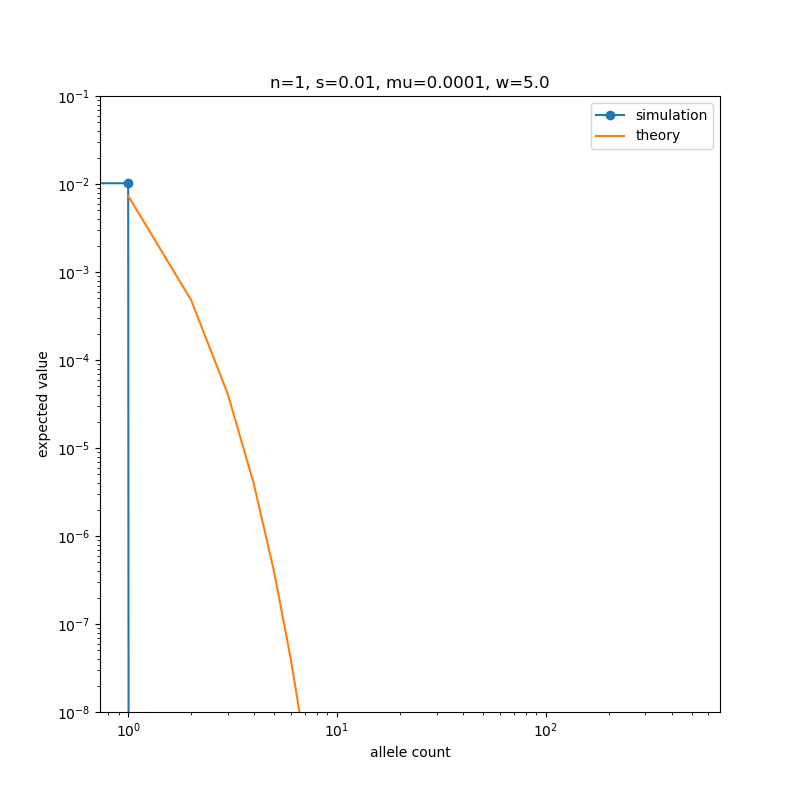 n=1, s=0.01, mu=0.0001, w=5.0
simulation
theory
expected value
10⁻¹
10⁻²
10⁻³
10⁻⁴
10⁻⁵
10⁻⁶
10⁻⁷
10⁻⁸
10⁰ 10¹ 10²
allele count